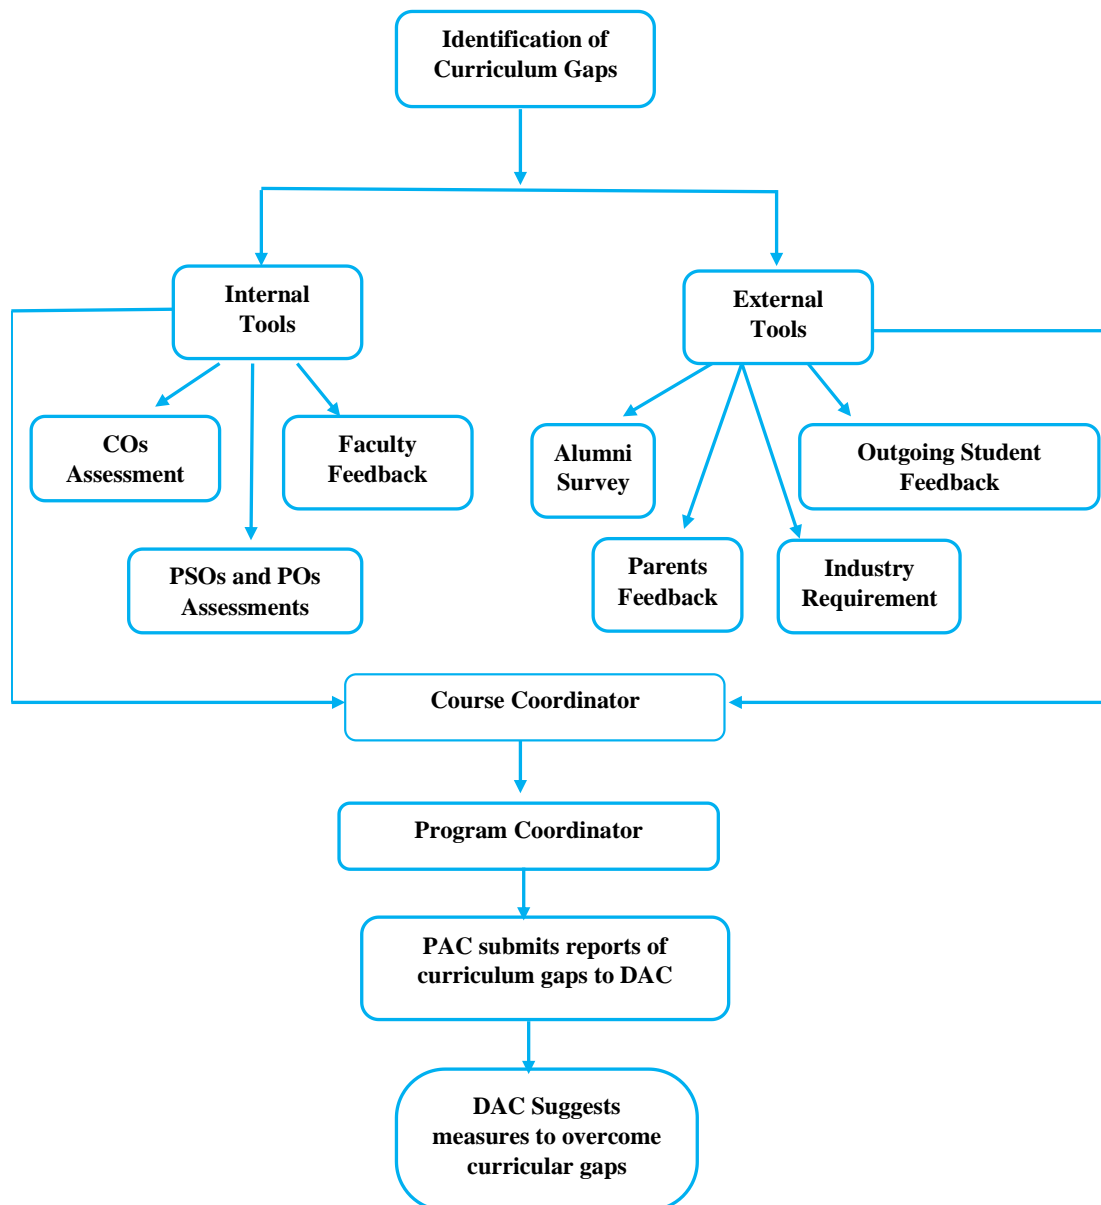 Identification of
Curriculum Gaps
Internal
Tools
External
Tools
COs
Assessment
Faculty
Feedback
Alumni
Survey
Outgoing Student
Feedback
PSOs and POs
Assessments
Parents
Feedback
Industry
Requirement
Course Coordinator
Program Coordinator
PAC submits reports of
curriculum gaps to DAC
DAC Suggests
measures to overcome
curricular gaps